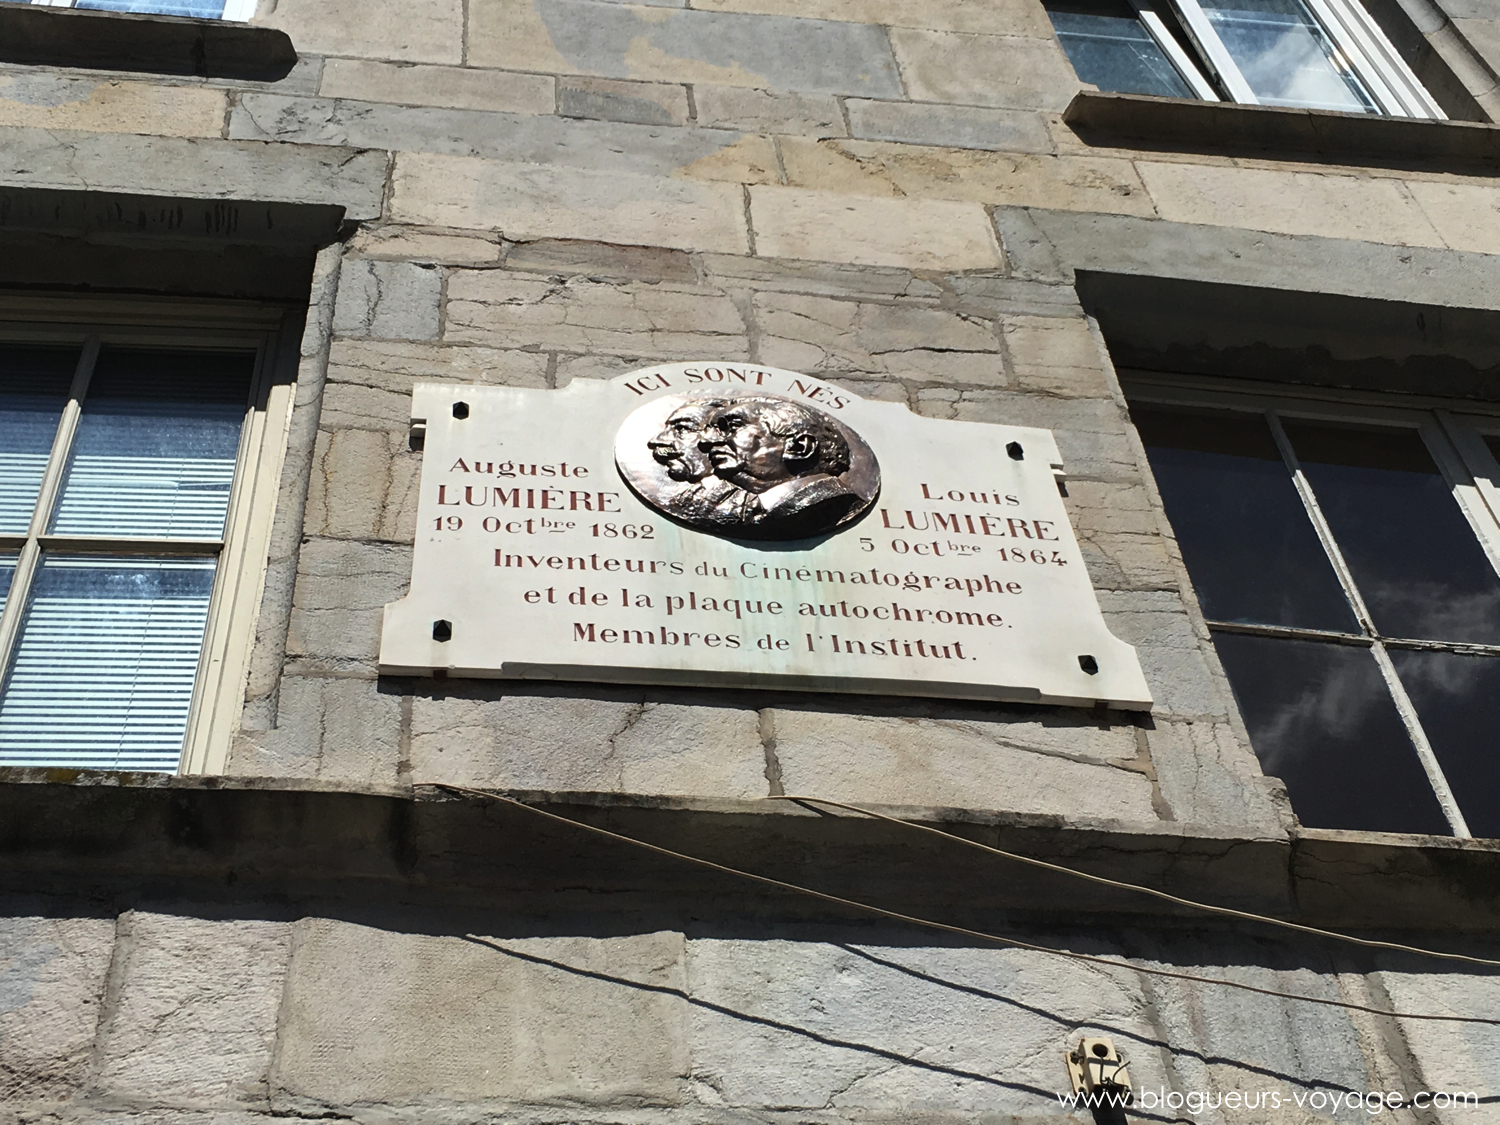 ICI SONT NÉS
Auguste
LUMIÈRE
19 Octbre 1862
Louis
LUMIÈRE
5 Octbre 1864
Inventeurs du Cinématographe
et de la plaque autochrome.
Membres de l'Institut.
www.blogueurs-voyage.com